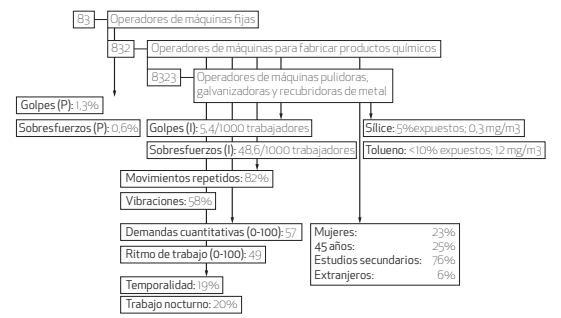 83 Operadores de máquinas fijas
832 Operadores de máquinas para fabricar productos químicos
8323 Operadores de máquinas pulidoras,
galvanizadoras y recubridoras de metal
Golpes (P): 1,3%
Sobresfuerzos (P): 0,6%
Golpes (I): 5,4/1000 trabajadores
Sílice: 5%expuestos; 0,3 mg/m3
Sobresfuerzos (I): 48,6/1000 trabajadores
Tolueno: <10% expuestos; 12 mg/m3
Movimientos repetidos: 82%
Vibraciones: 58%
Demandas cuantitativas (0-100): 57
Ritmo de trabajo (0-100): 49
Temporalidad: 19%
Trabajo nocturno: 20%
Mujeres: 23%
45 años: 25%
Estudios secundarios: 76%
Extranjeros: 6%